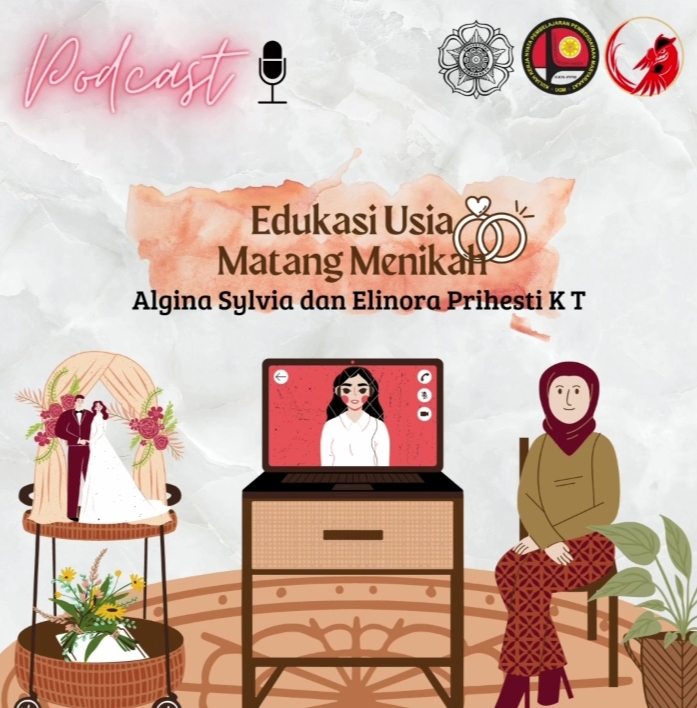 Podcast
Edukasi Usia
Matang Menikah
Algina Sylvia dan Elinora Prihesti K T